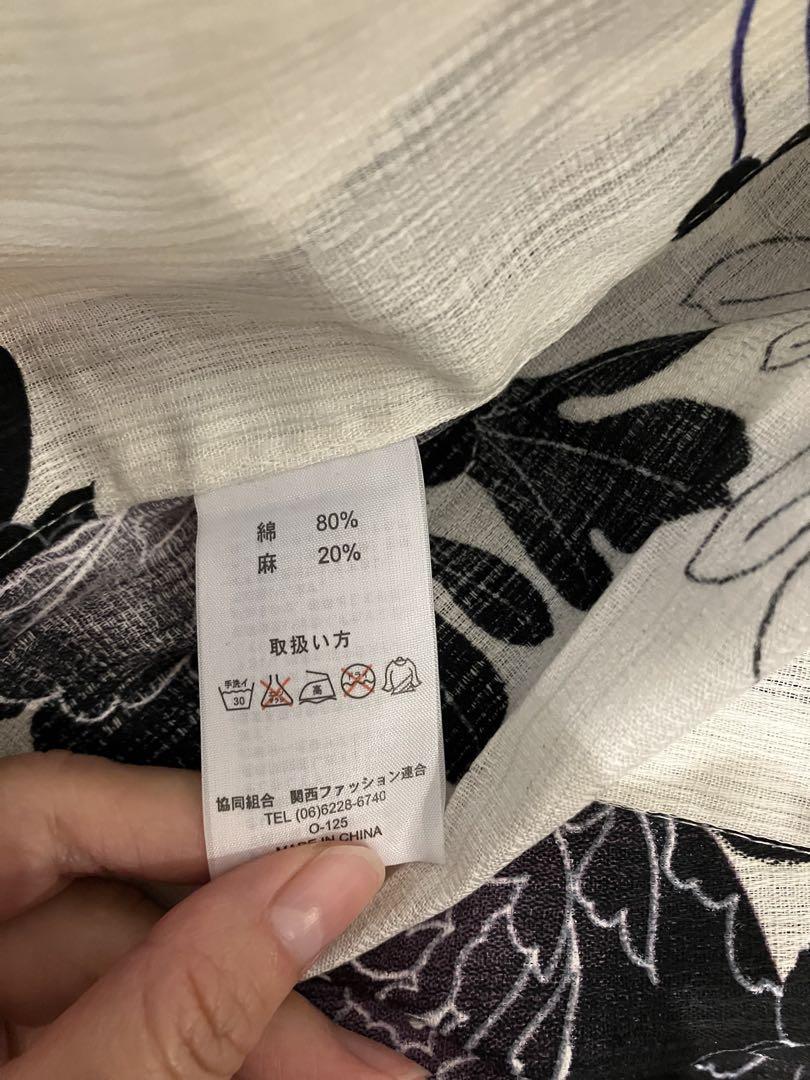 綿 80%
麻 20%
取扱い方
手洗イ
30
高
協同組合 関西ファッション連合
TEL (06)6228-6740
O-125
MADE IN CHINA